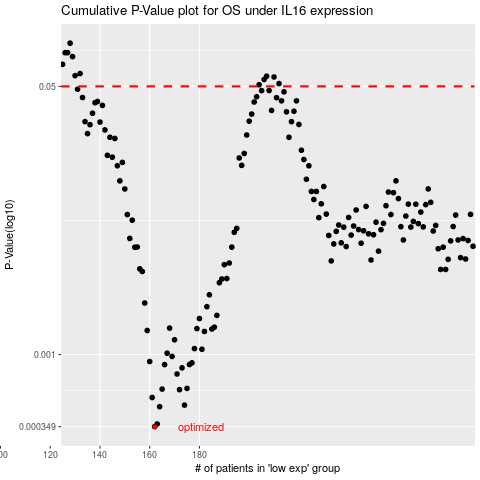 Cumulative P-Value plot for OS under IL16 expression
0.05
P-Value(log10)
0.001
0.000349
optimized
00 120 140 160 180
# of patients in 'low exp' group